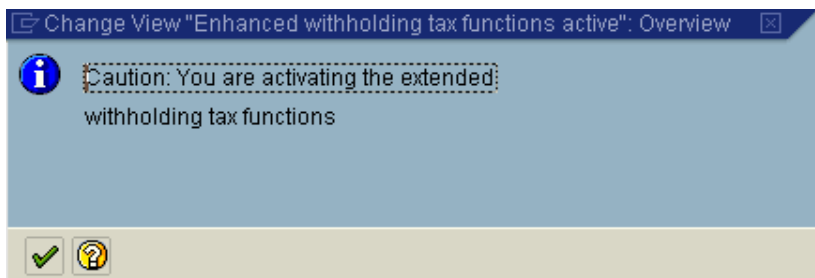 Change View "Enhanced withholding tax functions active": Overview
Caution: You are activating the extended
withholding tax functions